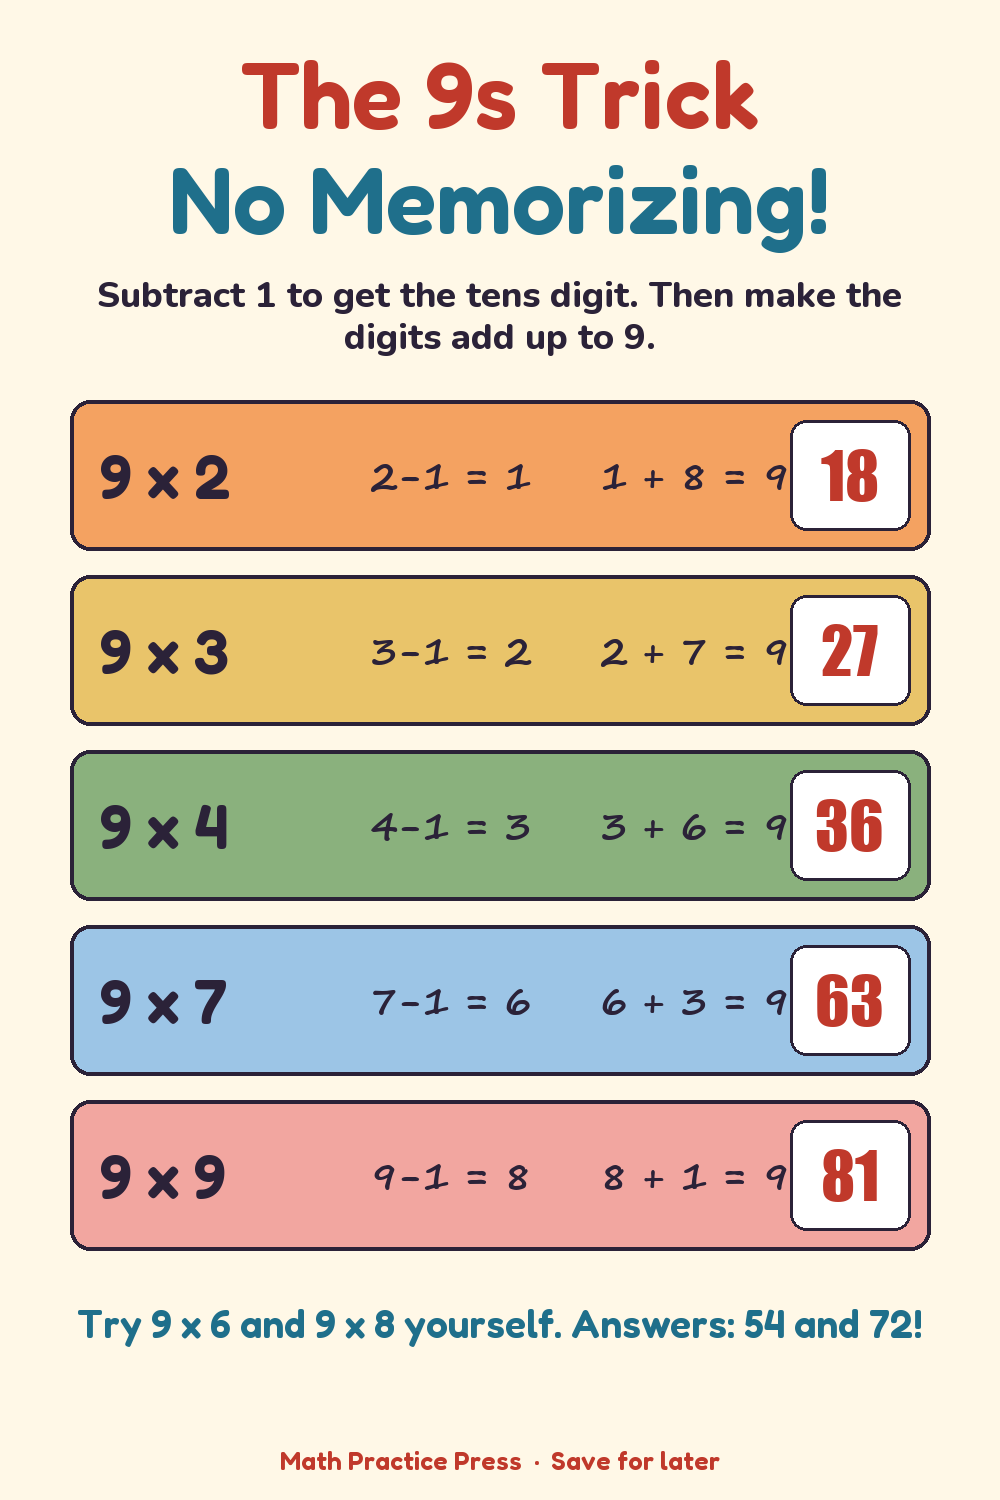 The 9s Trick
No Memorizing!
Subtract 1 to get the tens digit. Then make the
digits add up to 9.
9 x 2 2-1 = 1 1 + 8 = 9 18
9 x 3 3-1 = 2 2 + 7 = 9 27
9 x 4 4-1 = 3 3 + 6 = 9 36
9 x 7 7-1 = 6 6 + 3 = 9 63
9 x 9 9-1 = 8 8 + 1 = 9 81
Try 9 x 6 and 9 x 8 yourself. Answers: 54 and 72!
Math Practice Press · Save for later